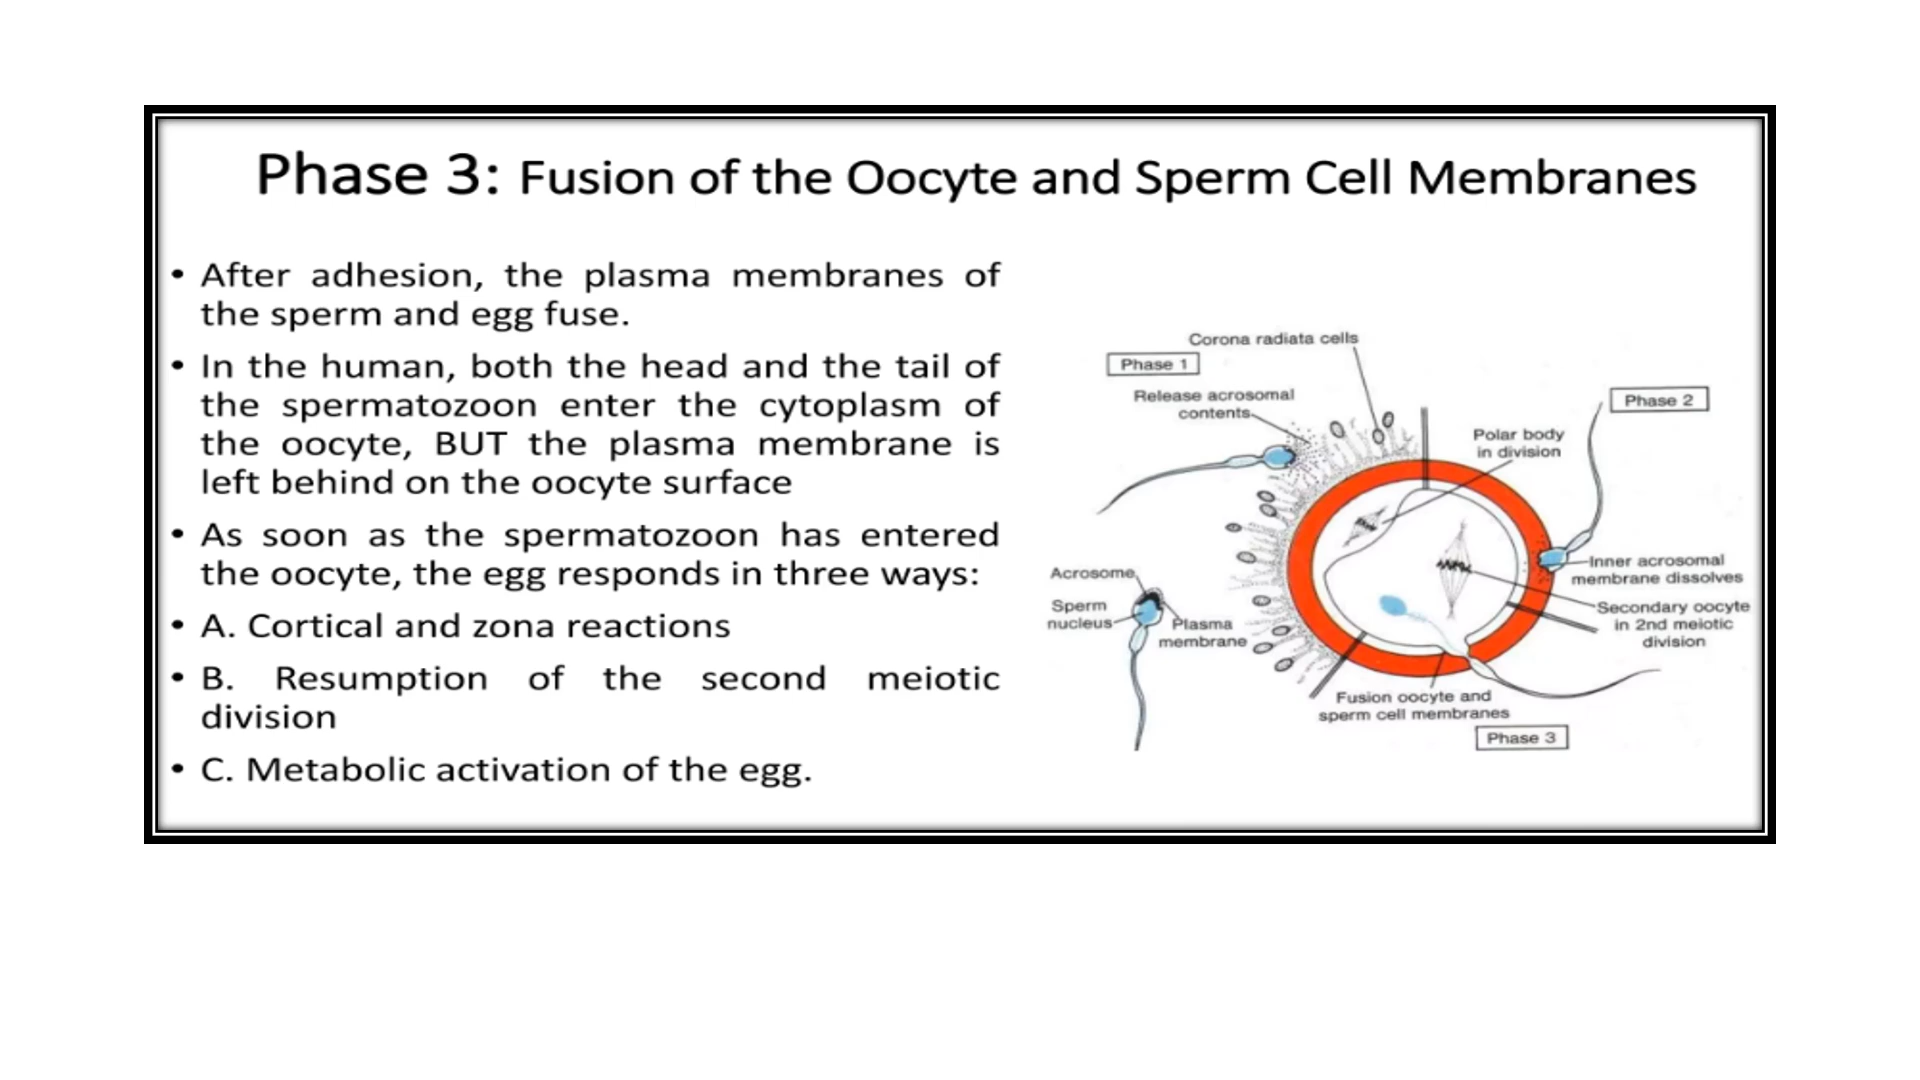 Phase 3: Fusion of the Oocyte and Sperm Cell Membranes
• After adhesion, the plasma membranes of
the sperm and egg fuse.
• In the human, both the head and the tail of
the spermatozoon enter the cytoplasm of
the oocyte, BUT the plasma membrane is
left behind on the oocyte surface
• As soon as the spermatozoon has entered
the oocyte, the egg responds in three ways:
• A. Cortical and zona reactions
• B. Resumption of the second meiotic
division
• C. Metabolic activation of the egg.
Corona radiata cells
Phase 1
Release acrosomal
contents
Phase 2
Polar body
in division
Acrosome
Sperm
nucleus
Plasma
membrane
Inner acrosomal
membrane dissolves
Secondary oocyte
in 2nd meiotic
division
Fusion oocyte and
sperm cell membranes
Phase 3